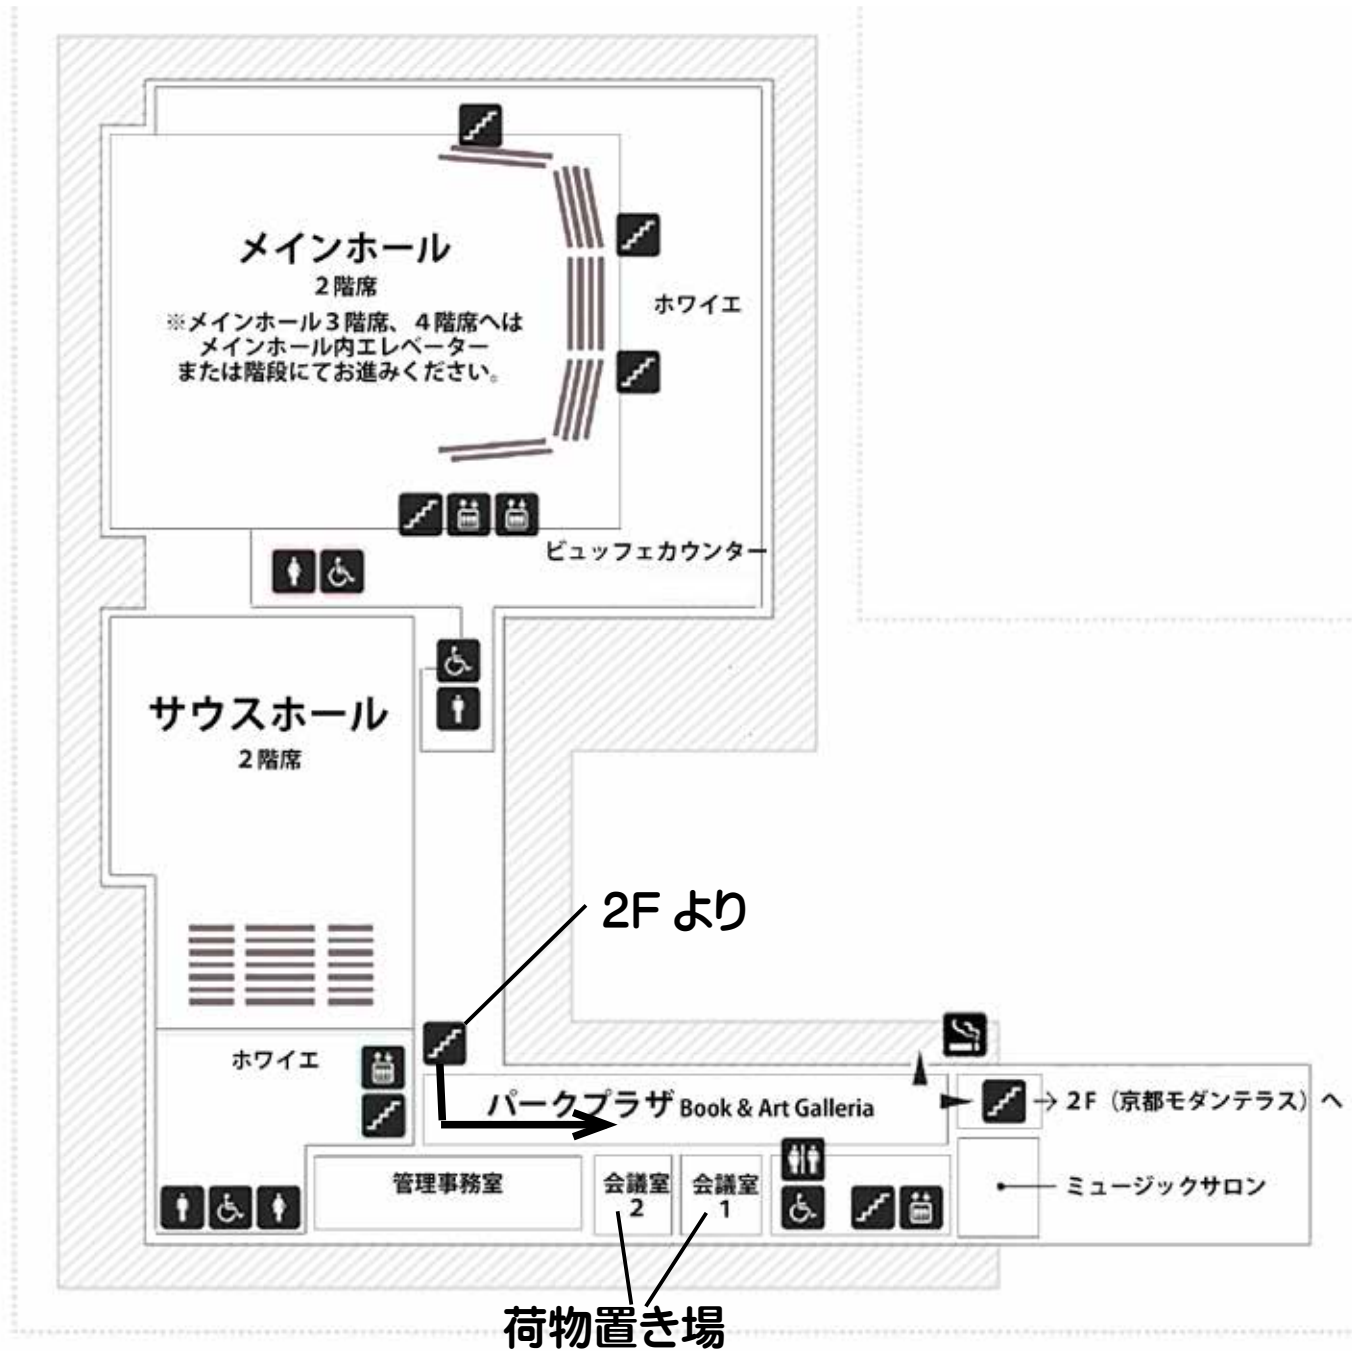 メインホール
2階席
※メインホール3階席、4階席へは
メインホール内エレベーター
または階段にてお進みください。
ホワイエ
ビュッフェカウンター
サウスホール
2階席
2F より
ホワイエ
パークプラザ Book & Art Galleria
2F（京都モダンテラス）へ
管理事務室
会議室
2
会議室
1
ミュージックサロン
荷物置き場